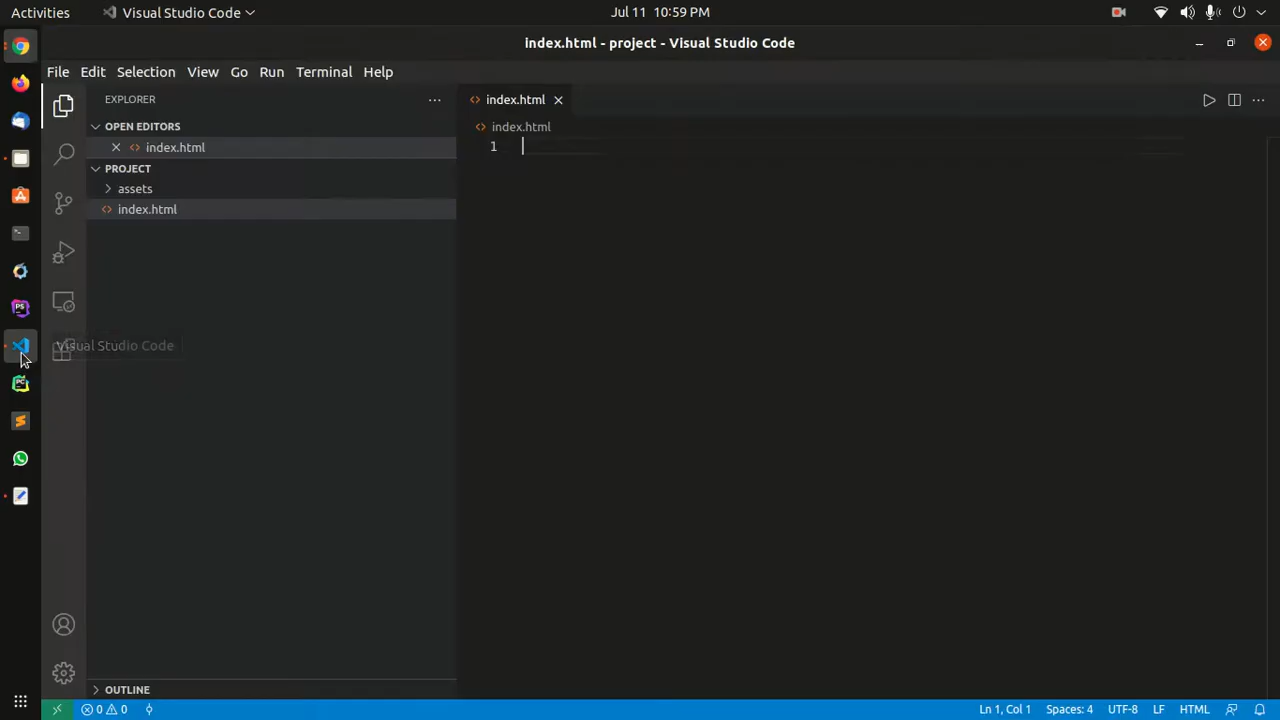 Activities Visual Studio Code Jul 11 10:59 PM
index.html - project - Visual Studio Code
File Edit Selection View Go Run Terminal Help
EXPLORER
index.html
OPEN EDITORS
index.html
index.html
1
PROJECT
assets
index.html
PS
Visual Studio Code
PC
OUTLINE
0 0 Ln 1, Col 1 Spaces: 4 UTF-8 LF HTML